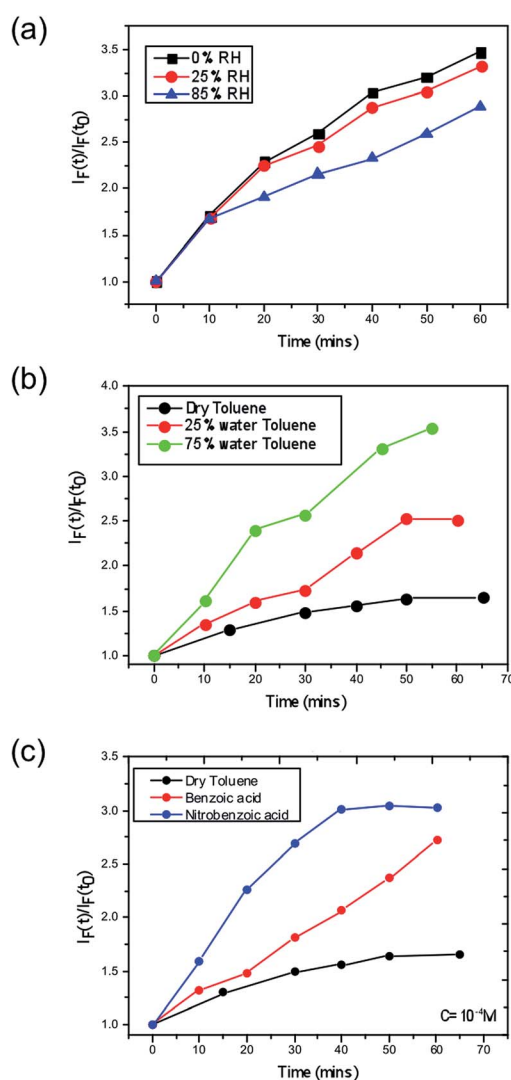 (a)
0% RH
25% RH
85% RH
I_F(t)/I_F(t_0)
3.5
3.0
2.5
2.0
1.5
1.0
0 10 20 30 40 50 60
Time (mins)
(b)
Dry Toluene
25% water Toluene
75% water Toluene
I_F(t)/I_F(t_0)
4.0
3.5
3.0
2.5
2.0
1.5
1.0
0 10 20 30 40 50 60 70
Time (mins)
(c)
Dry Toluene
Benzoic acid
Nitrobenzoic acid
I_F(t)/I_F(t_0)
3.5
3.0
2.5
2.0
1.5
1.0
C= 10⁻⁴M
0 10 20 30 40 50 60 70
Time (mins)